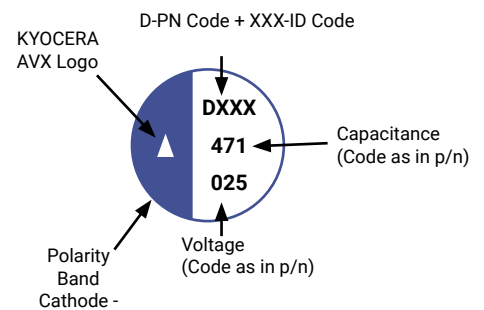 D-PN Code + XXX-ID Code
KYOCERA
AVX Logo
DXXX
471
025
Capacitance
(Code as in p/n)
Voltage
(Code as in p/n)
Polarity
Band
Cathode -